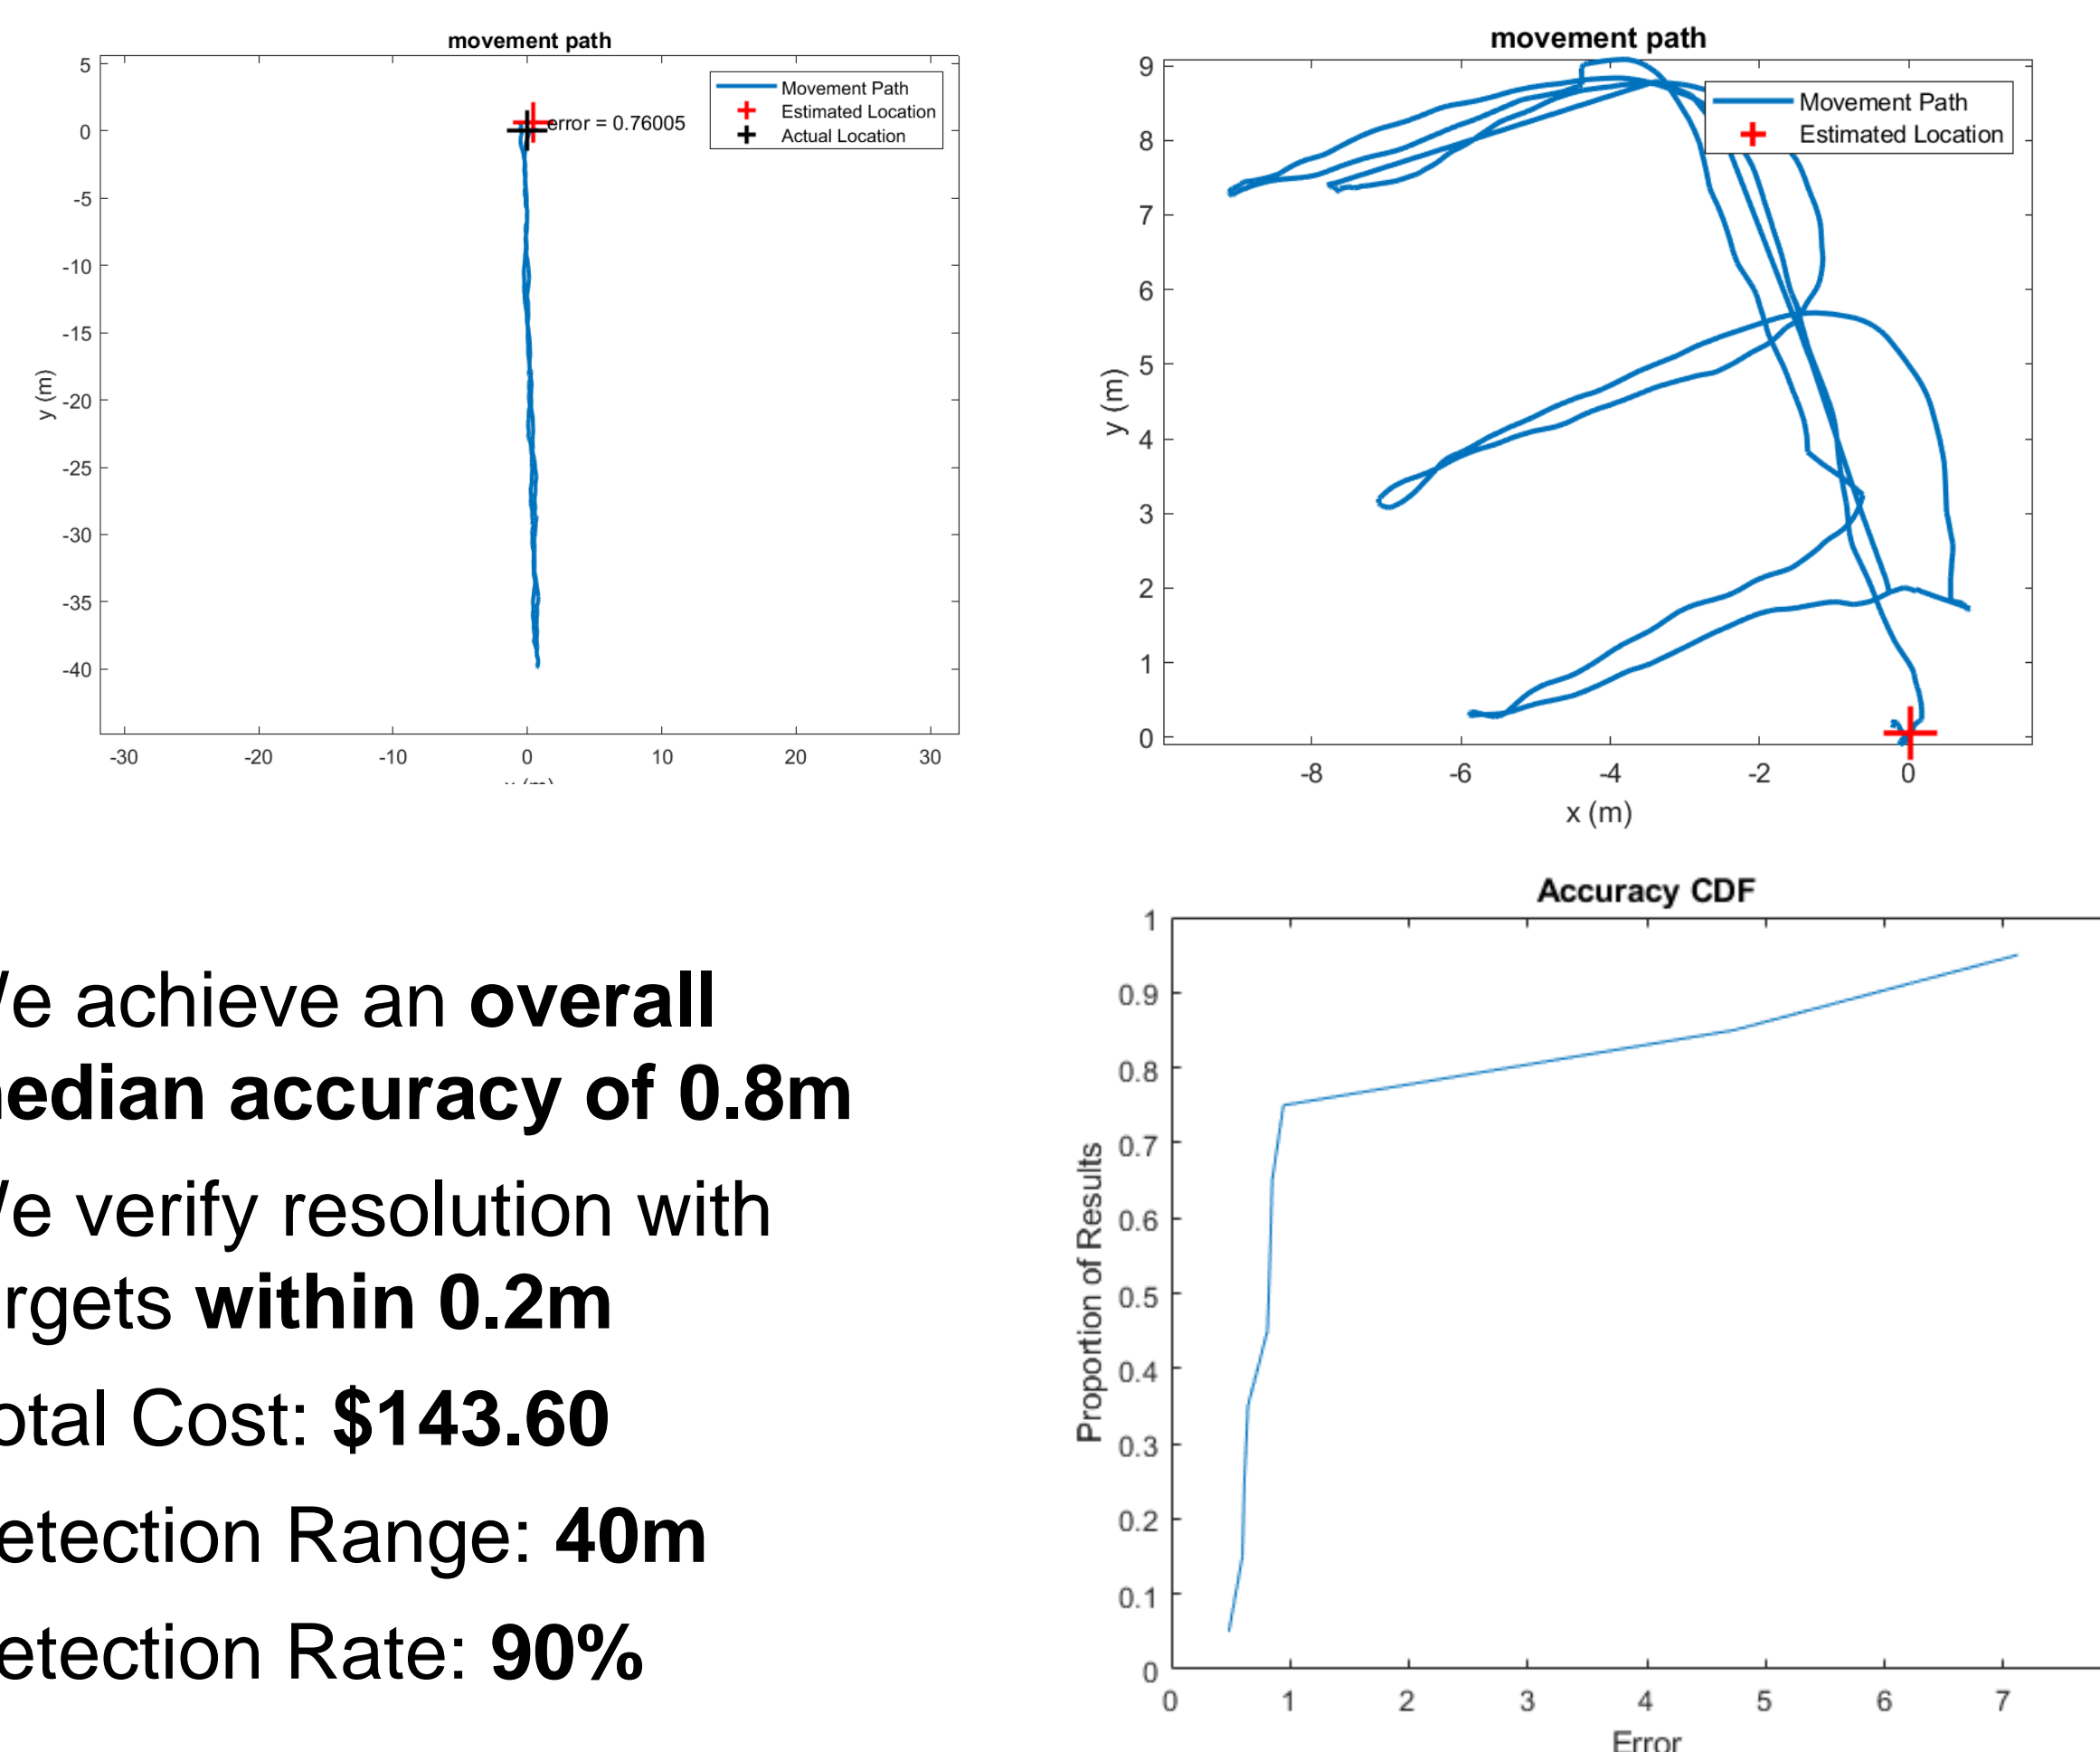 movement path
5
0
-5
-10
-15
-20
-25
-30
-35
-40
y (m)
-30 -20 -10 0 10 20 30
error = 0.76005
Movement Path
Estimated Location
Actual Location
movement path
9
8
7
6
5
4
3
2
1
0
y (m)
-8 -6 -4 -2 0
x (m)
Movement Path
Estimated Location
e achieve an overall
edian accuracy of 0.8m
e verify resolution with
rgets within 0.2m
otal Cost: $143.60
etection Range: 40m
etection Rate: 90%
Accuracy CDF
1
0.9
0.8
0.7
0.6
0.5
0.4
0.3
0.2
0.1
0
Proportion of Results
0 1 2 3 4 5 6 7
Error